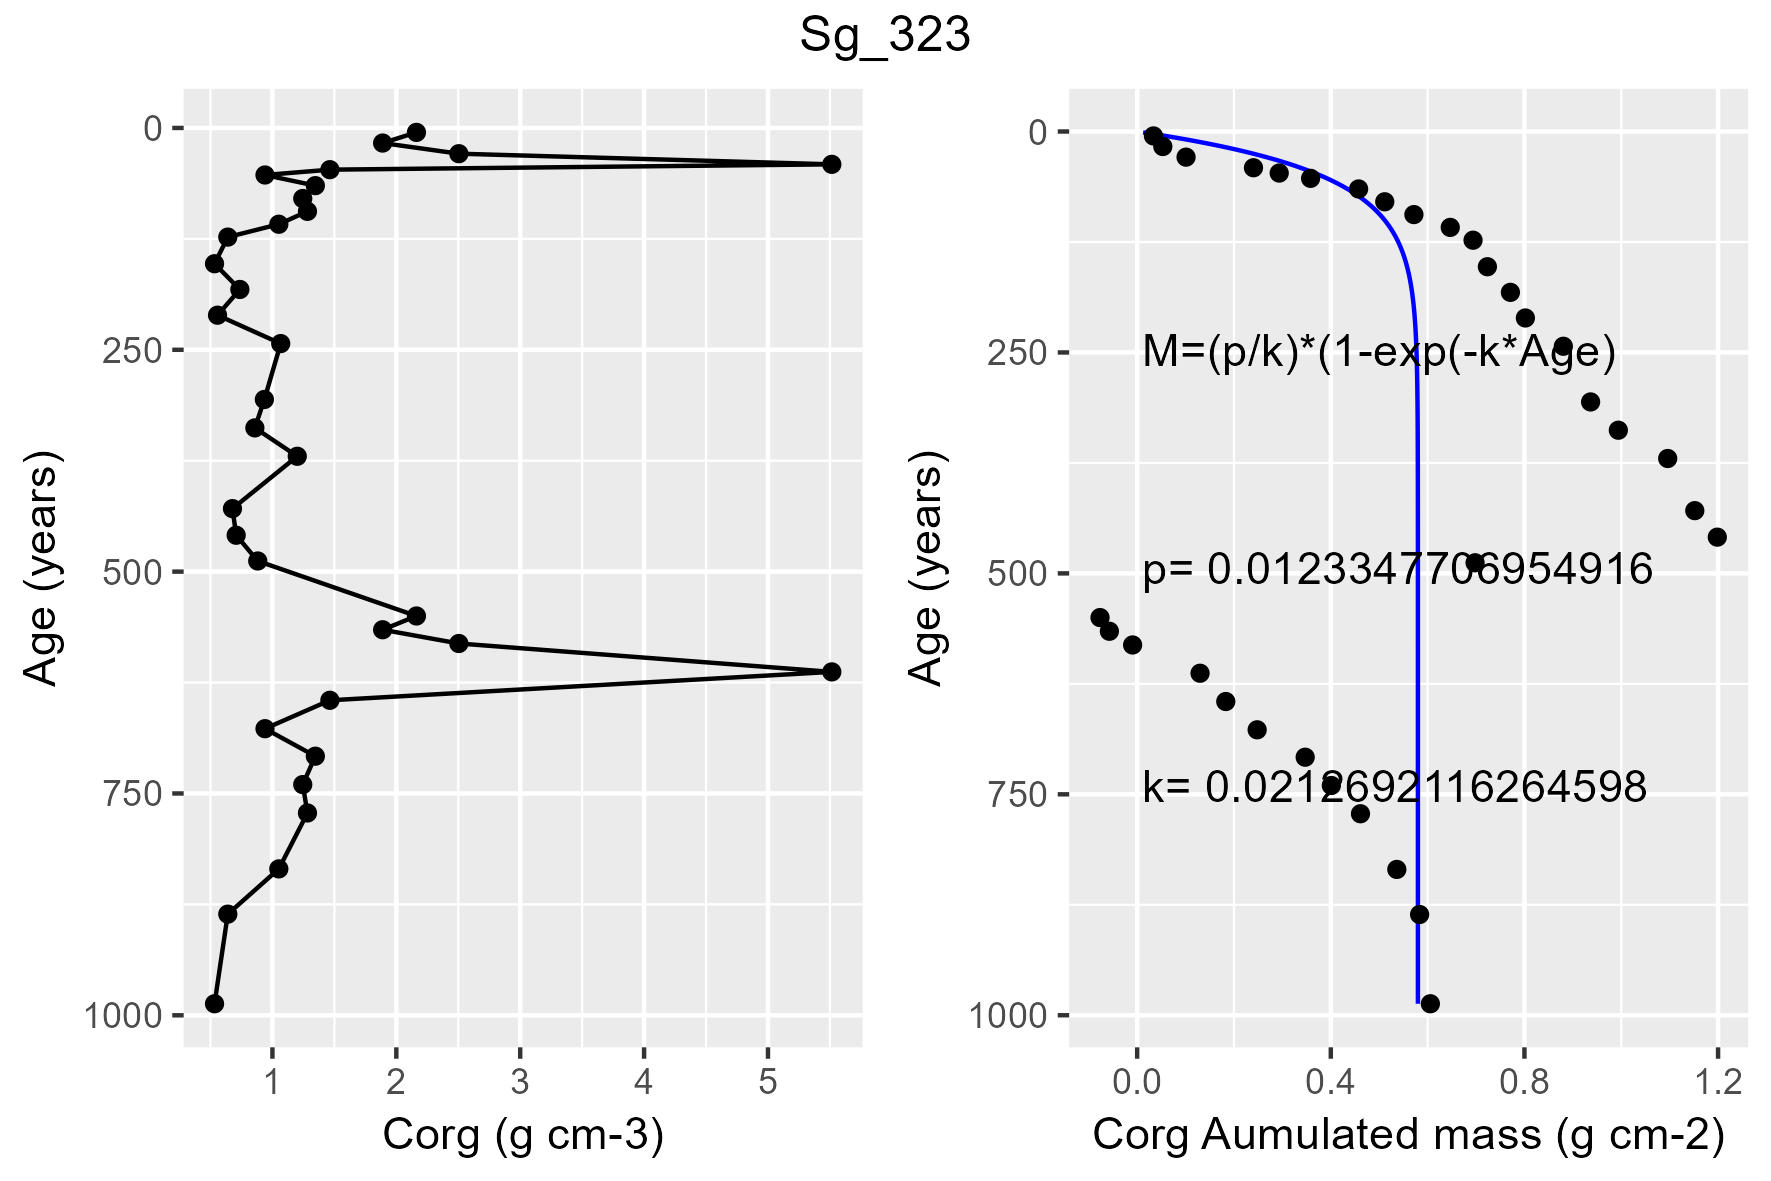 Sg_323
0
250
500
750
1000
Age (years)
1 2 3 4 5
Corg (g cm-3)
0
250
500
750
1000
Age (years)
M=(p/k)*(1-exp(-k*Age)
p= 0.0123347706954916
k= 0.0212692116264598
0.0 0.4 0.8 1.2
Corg Aumulated mass (g cm-2)